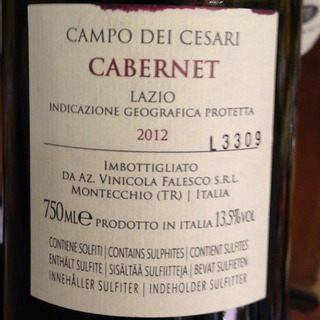 CAMPO DEI CESARI
CABERNET
LAZIO
INDICAZIONE GEOGRAFICA PROTETTA
2012
L3309
IMBOTTIGLIATO
DA AZ. VINICOLA FALESCO S.R.L.
MONTECCHIO (TR) | ITALIA
750ML℮ PRODOTTO IN ITALIA 13,5%VOL
CONTIENE SOLFITI | CONTAINS SULPHITES | CONTIENT SULFITES
ENTHÄLT SULFITE | SISÄLTÄÄ SULFIITTEJA | BEVAT SULFIETEN
INNEHÅLLER SULFITER | INDEHOLDER SULFITTER